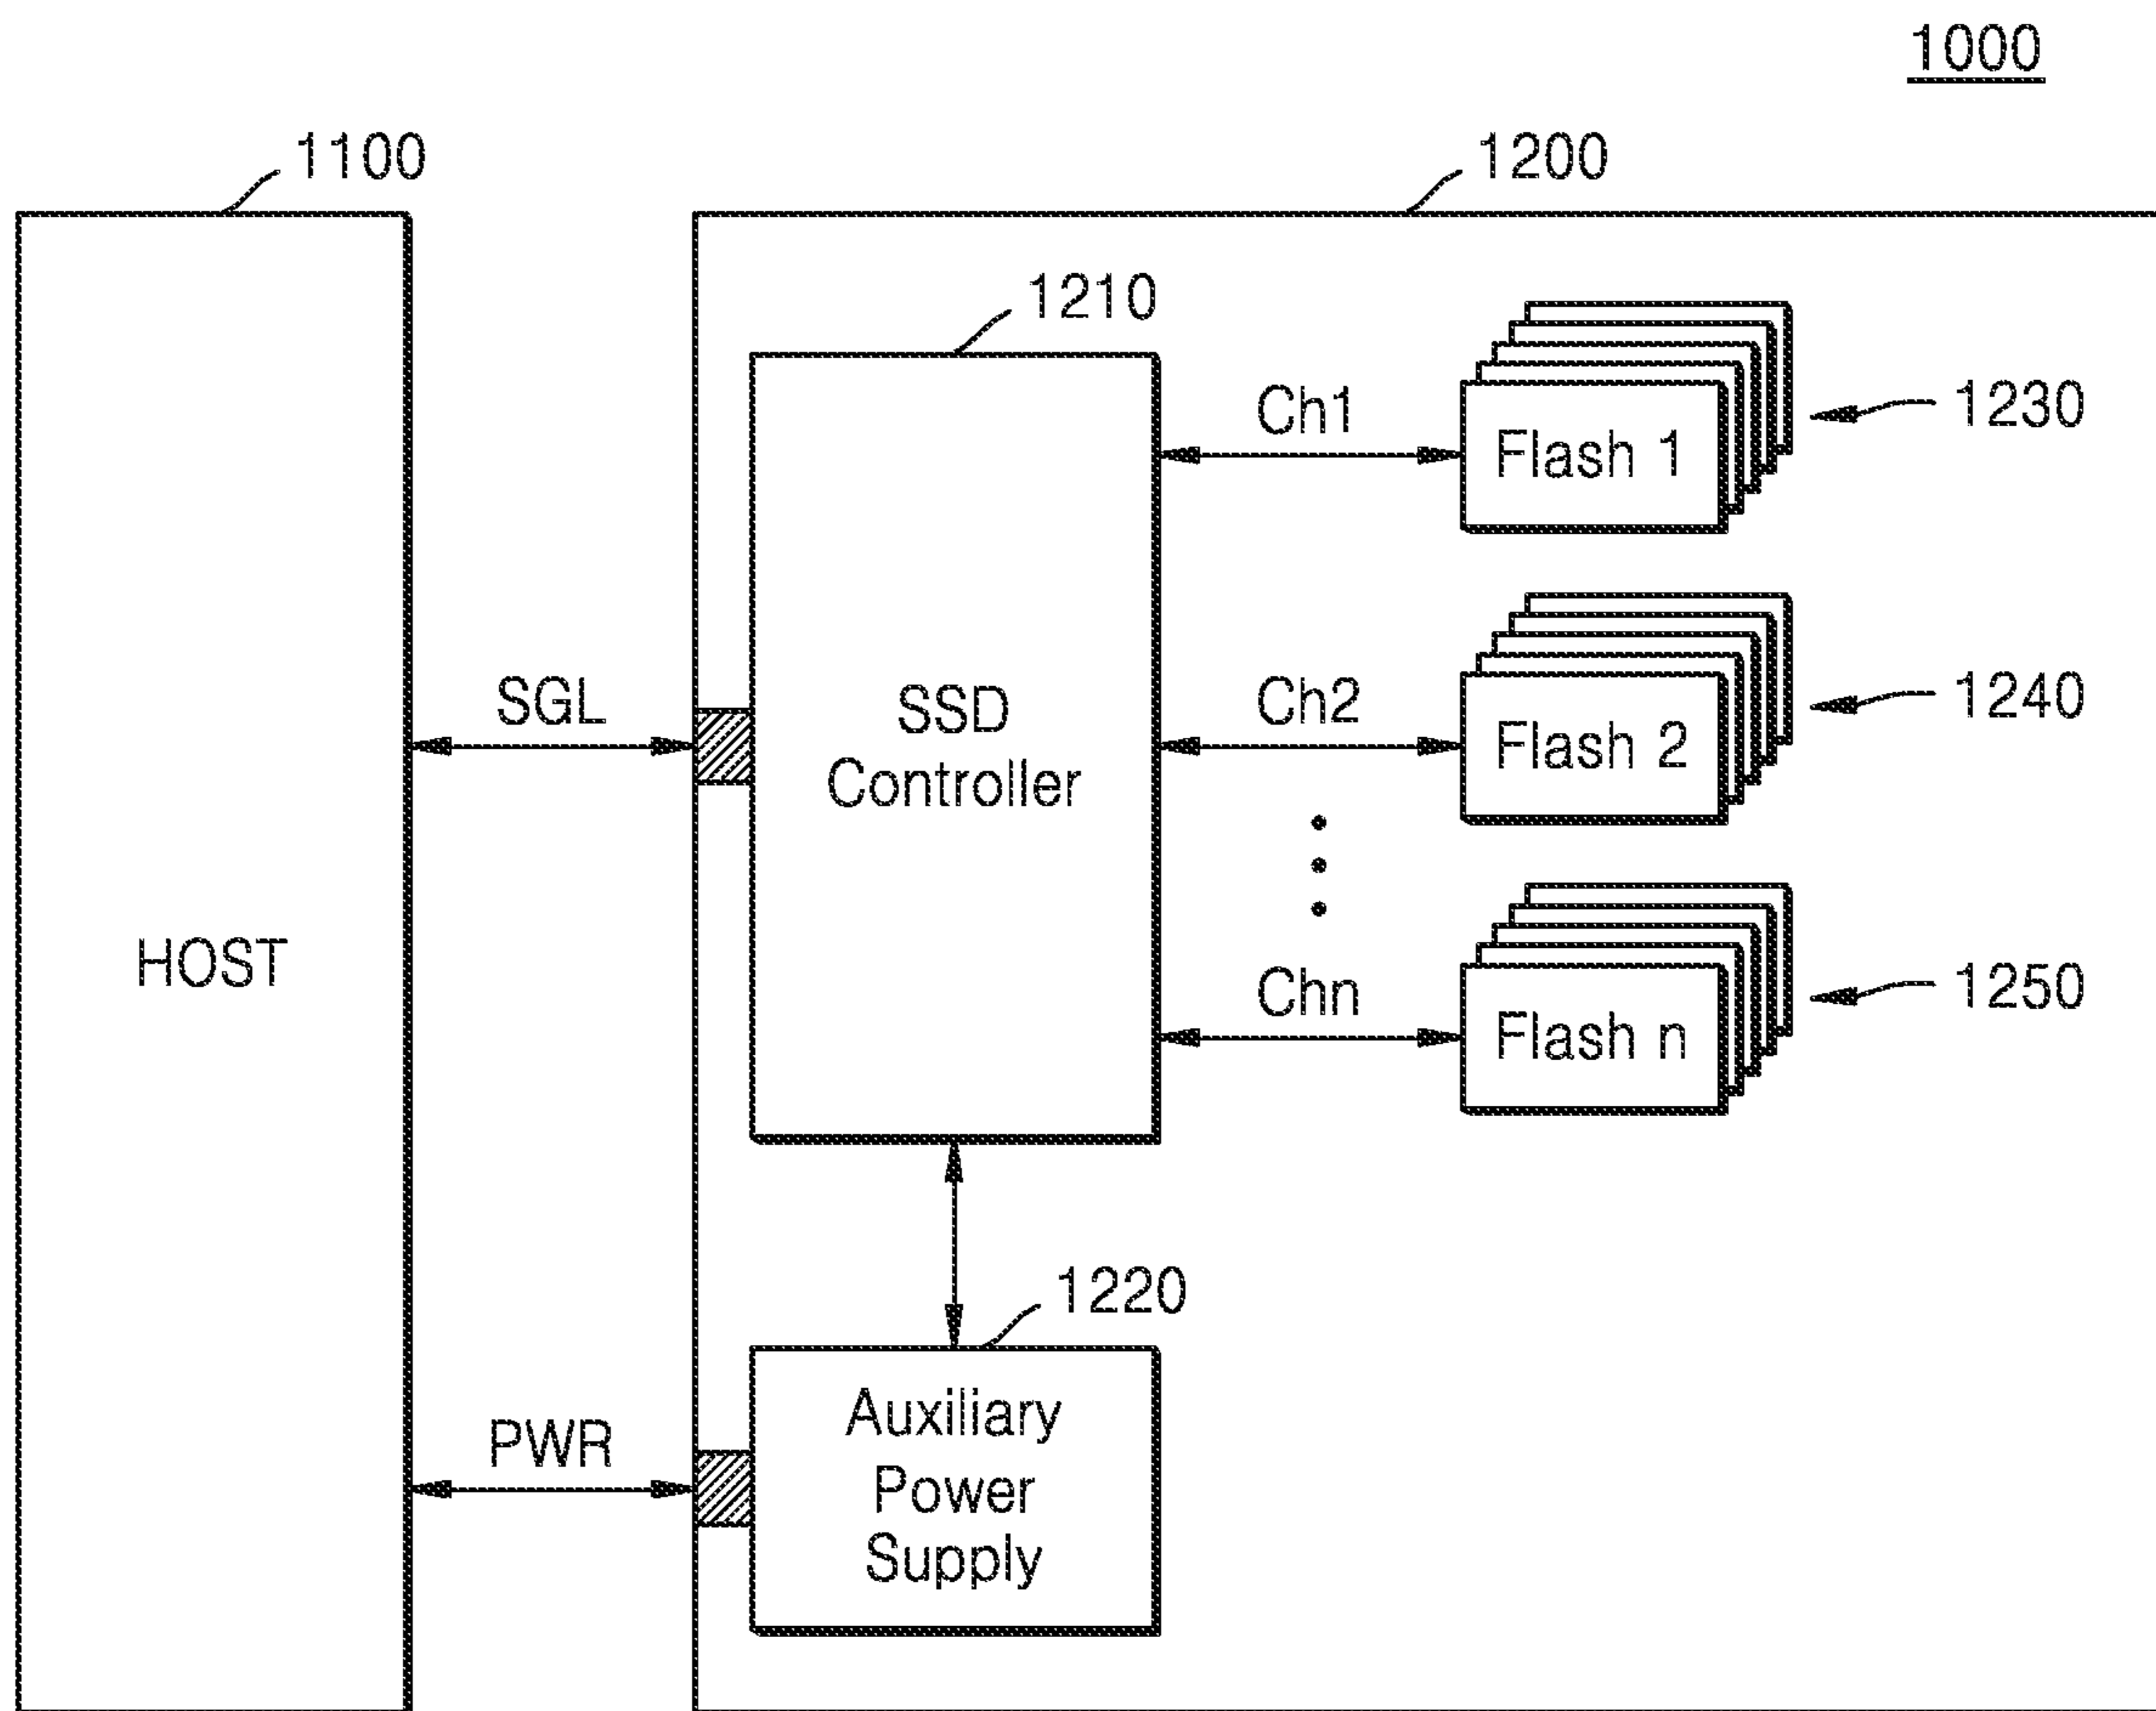 1000
1100
1200
1210
Ch1
Flash 1
1230
SGL
SSD
Controller
Ch2
Flash 2
1240
HOST
Chn
Flash n
1250
1220
PWR
Auxiliary
Power
Supply